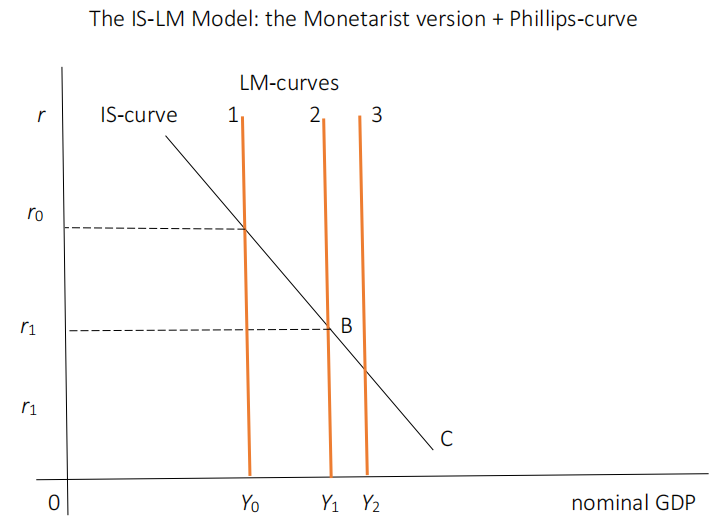 The IS-LM Model: the Monetarist version + Phillips-curve
LM-curves
r IS-curve 1 2 3
r0
r1 B
r1
C
0 Y0 Y1 Y2 nominal GDP